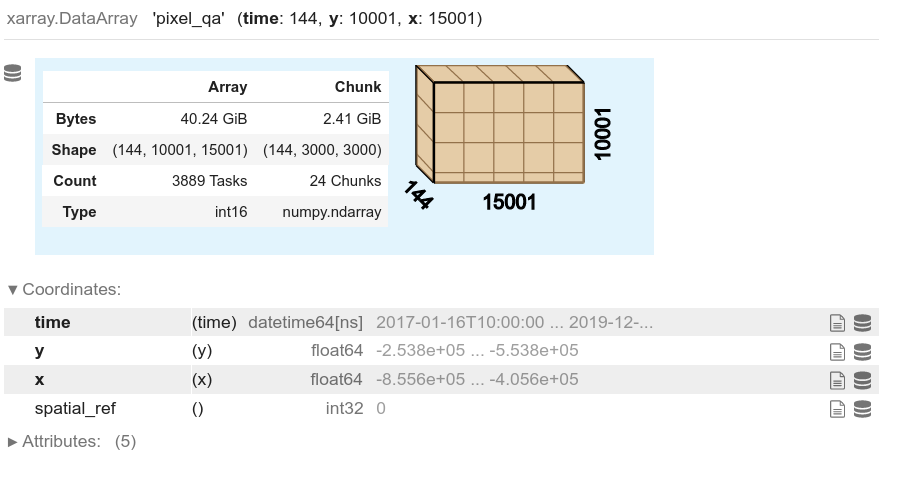 xarray.DataArray 'pixel_qa' (time: 144, y: 10001, x: 15001)
Array Chunk
Bytes 40.24 GiB 2.41 GiB
Shape (144, 10001, 15001) (144, 3000, 3000)
Count 3889 Tasks 24 Chunks
Type int16 numpy.ndarray
10001
144
15001
▼ Coordinates:
time (time) datetime64[ns] 2017-01-16T10:00:00 ... 2019-12-...
y (y) float64 -2.538e+05 ... -5.538e+05
x (x) float64 -8.556e+05 ... -4.056e+05
spatial_ref () int32 0
► Attributes: (5)